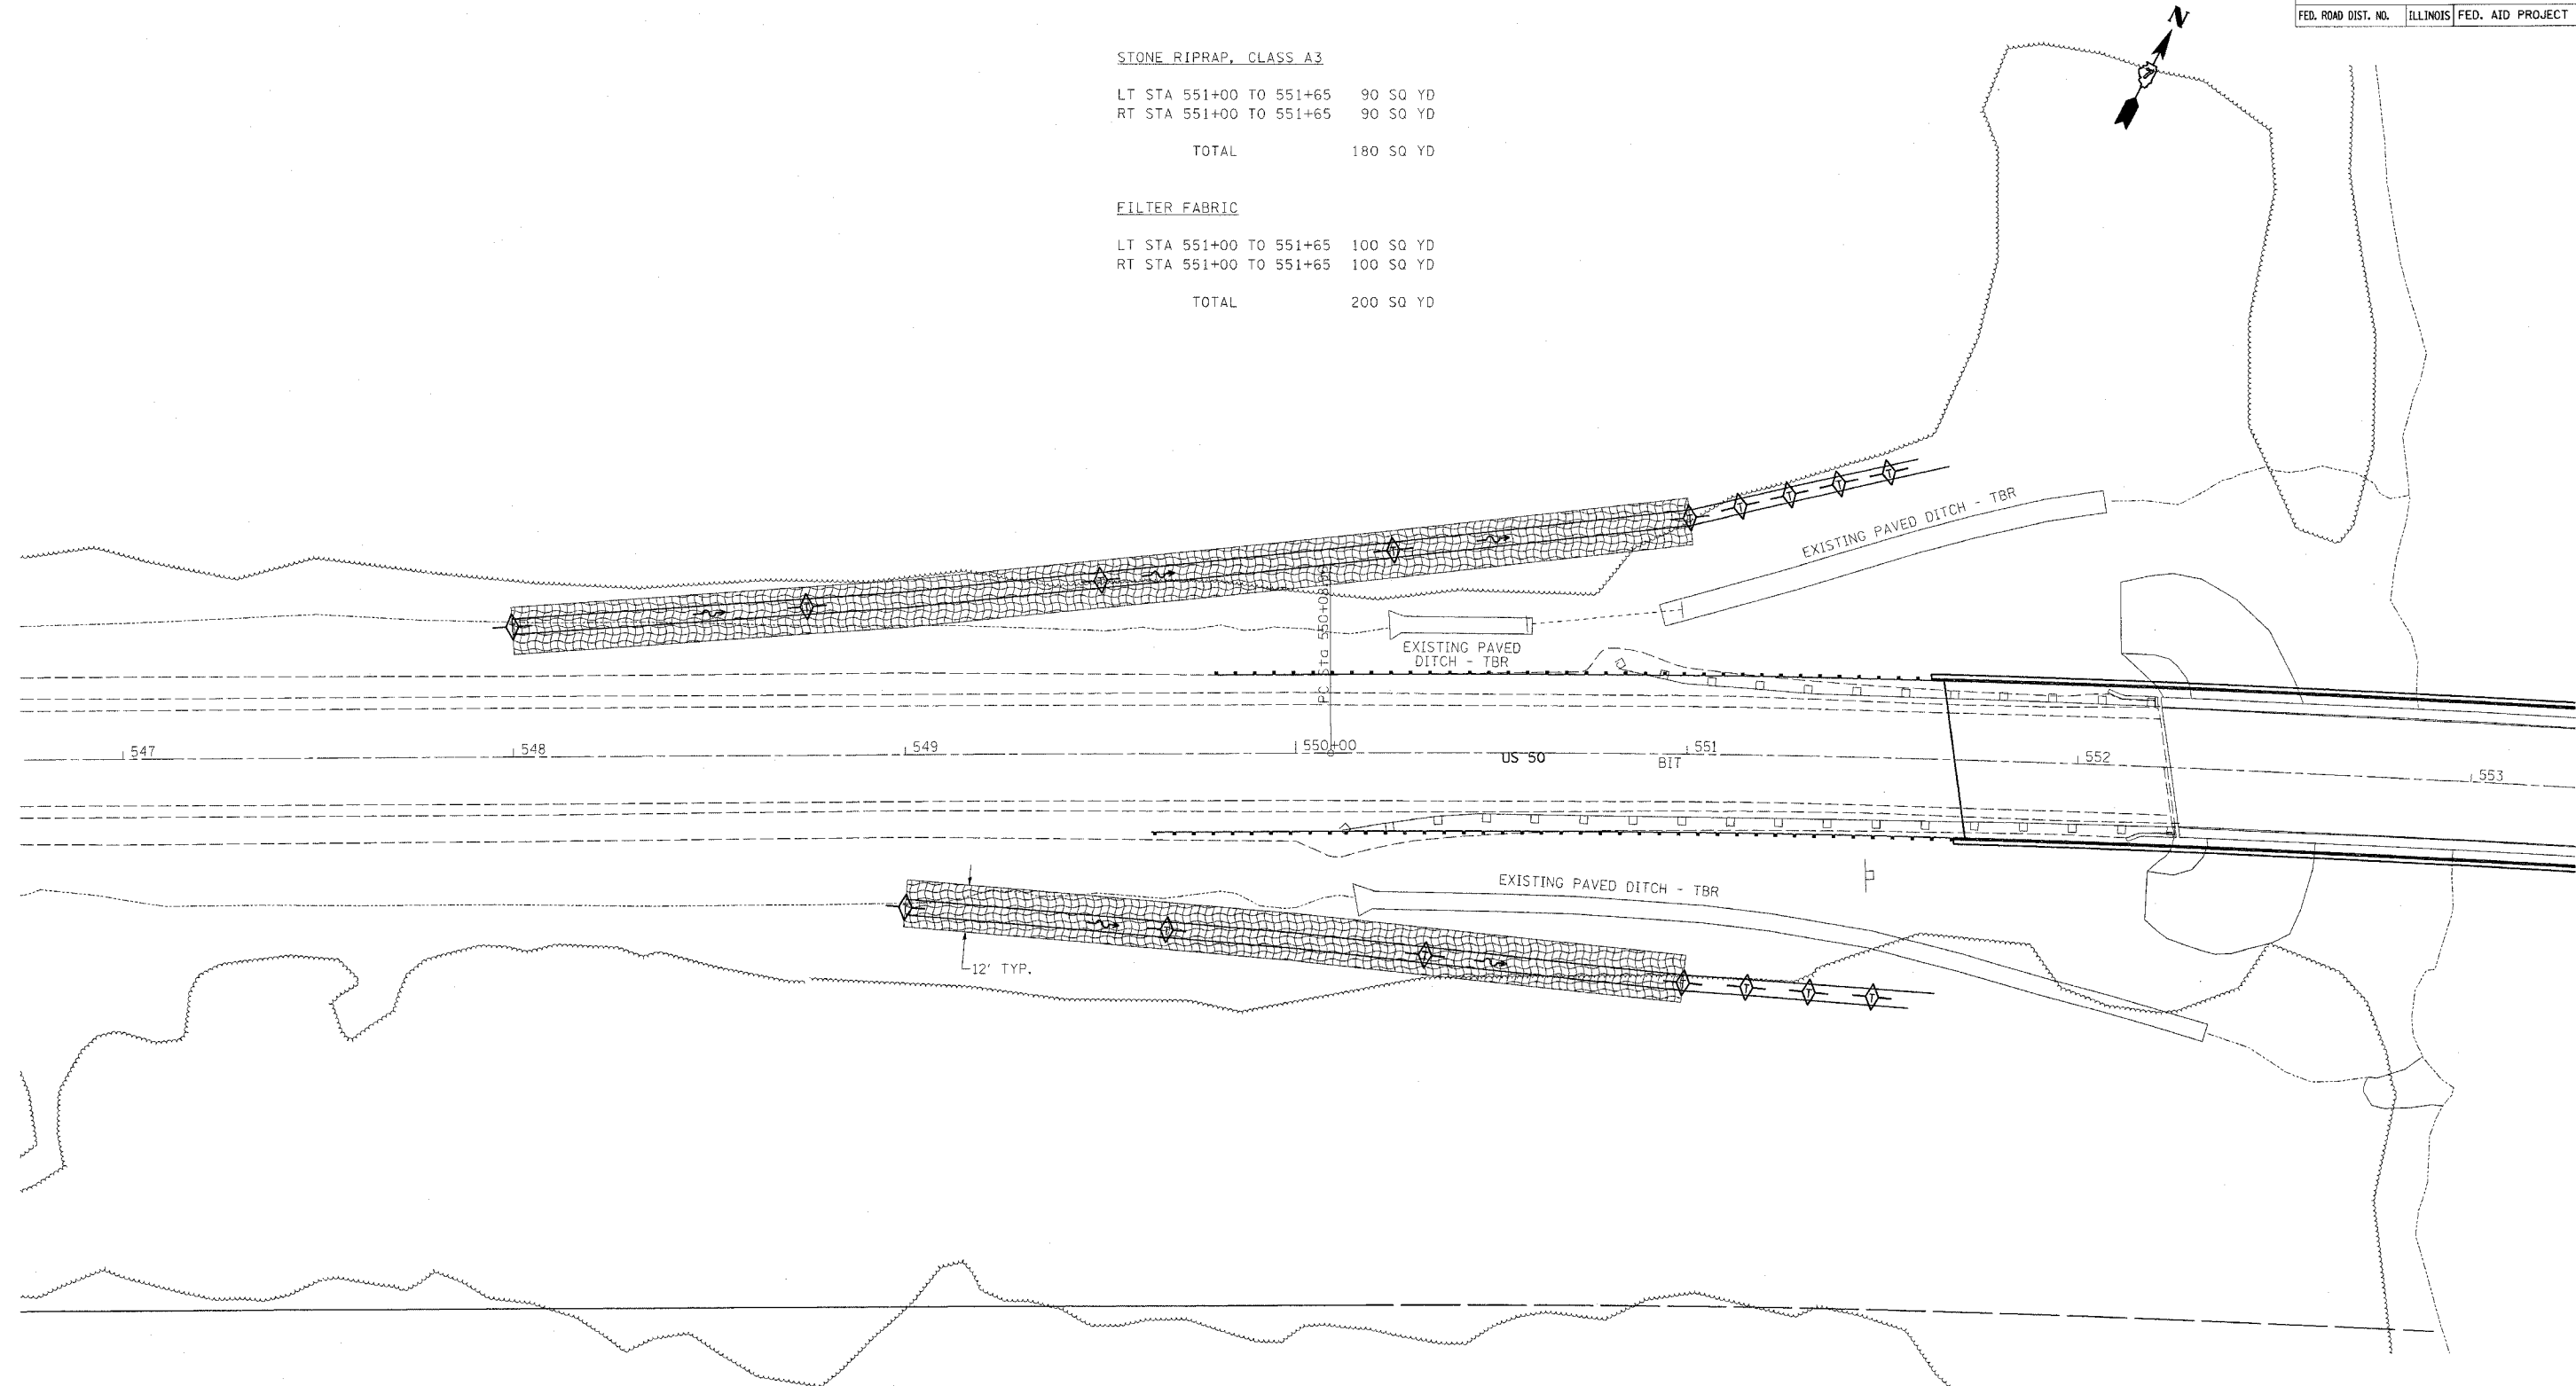 FED. ROAD DIST. NO. ILLINOIS FED. AID PROJECT
N
STONE RIPRAP, CLASS A3
LT STA 551+00 TO 551+65 90 SQ YD
RT STA 551+00 TO 551+65 90 SQ YD
TOTAL 180 SQ YD
FILTER FABRIC
LT STA 551+00 TO 551+65 100 SQ YD
RT STA 551+00 TO 551+65 100 SQ YD
TOTAL 200 SQ YD
T T T T
T
T
T
T
T
EXISTING PAVED DITCH - TBR
EXISTING PAVED
DITCH - TBR
PC Sta
547
548
549
550+00
US 50
BIT
551
552
553
EXISTING PAVED DITCH - TBR
T
T
T
T T T T
12' TYP.